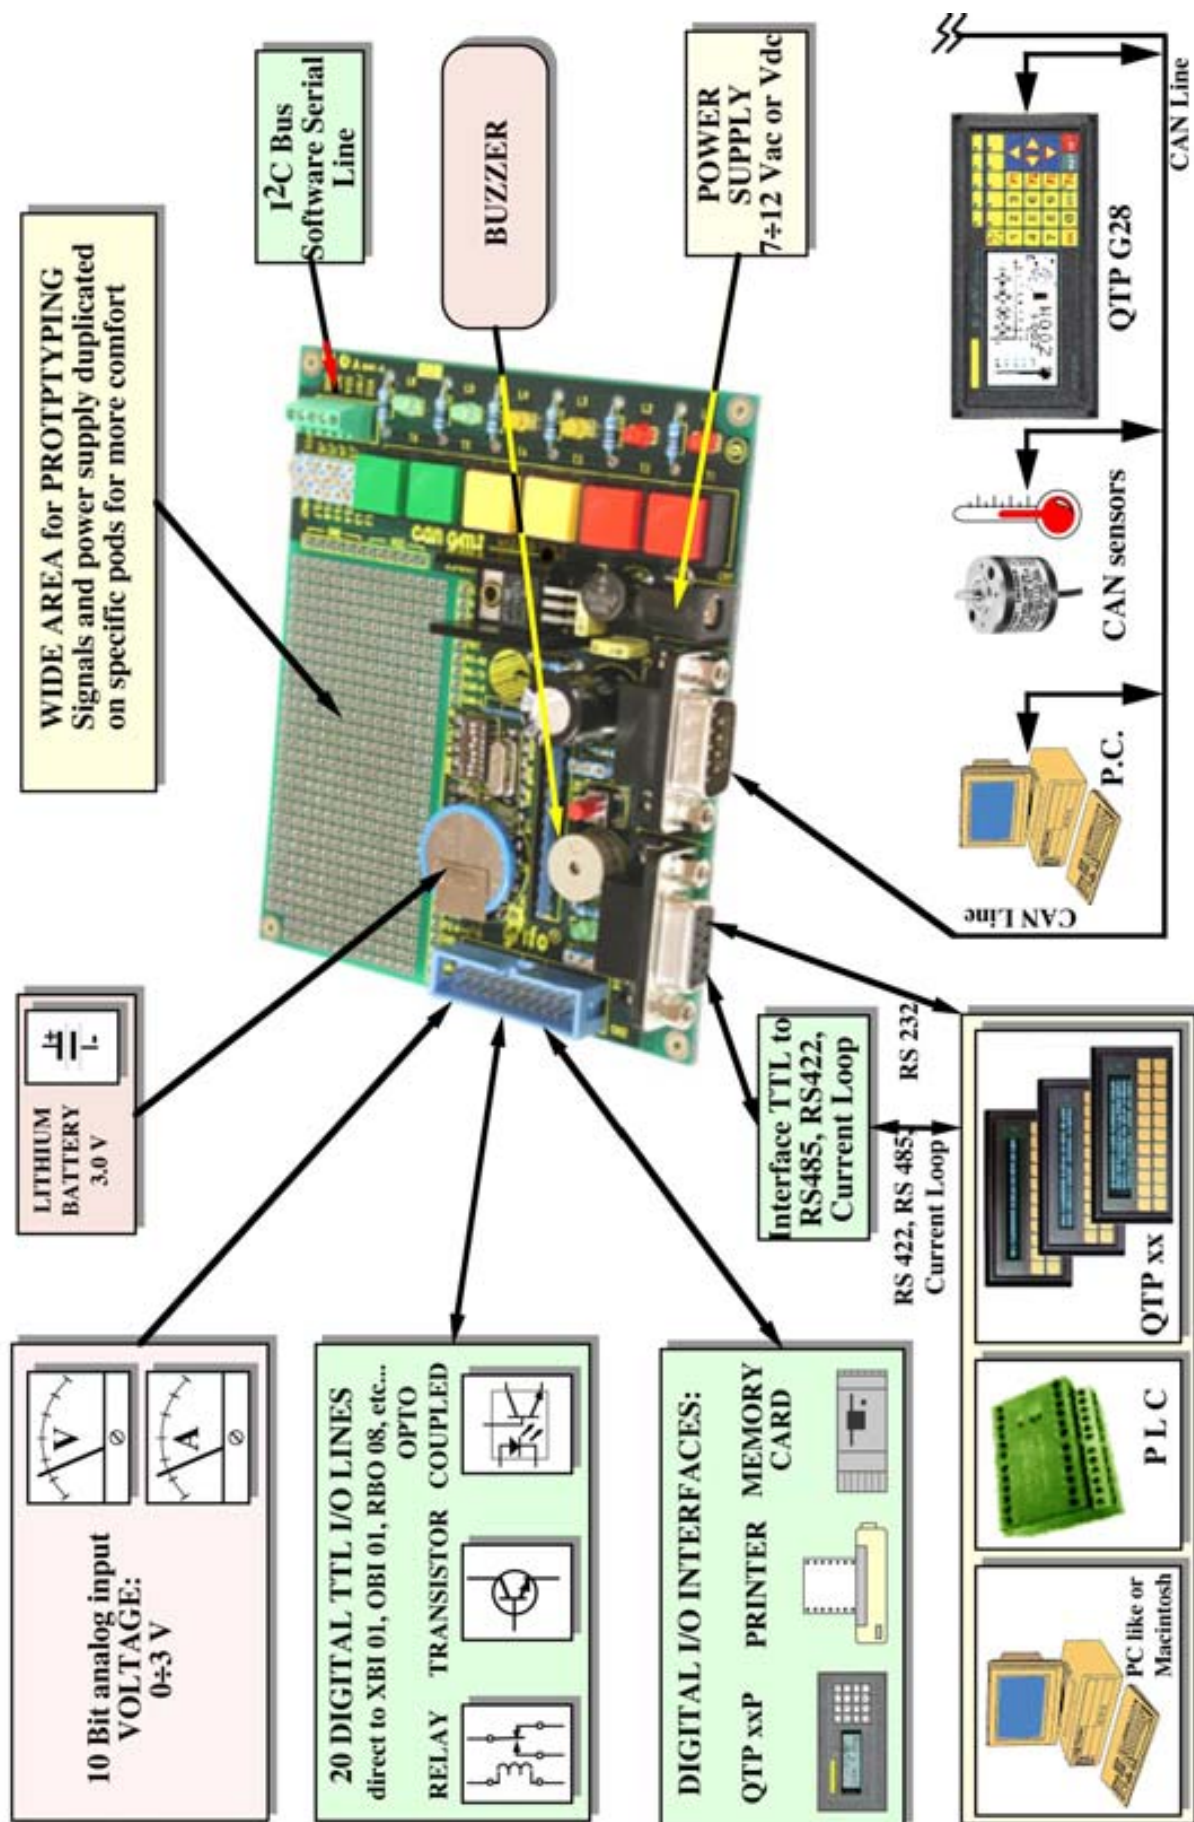 10 Bit analog input
VOLTAGE:
0÷3 V
V
A
LITHIUM
BATTERY
3.0 V
WIDE AREA for PROTPTYPING
Signals and power supply duplicated
on specific pods for more comfort
I²C Bus
Software Serial
Line
BUZZER
POWER
SUPPLY
7÷12 Vac or Vdc
20 DIGITAL TTL I/O LINES
direct to XBI 01, OBI 01, RBO 08, etc...
RELAY
TRANSISTOR
OPTO
COUPLED
DIGITAL I/O INTERFACES:
QTP xxP
PRINTER
MEMORY
CARD
Interface TTL to
RS485, RS422,
Current Loop
RS 422, RS 485,
Current Loop
RS 232
PC like or
Macintosh
P L C
QTP xx
CAN Line
P.C.
CAN sensors
QTP G28
CAN Line
ZOOM
L2